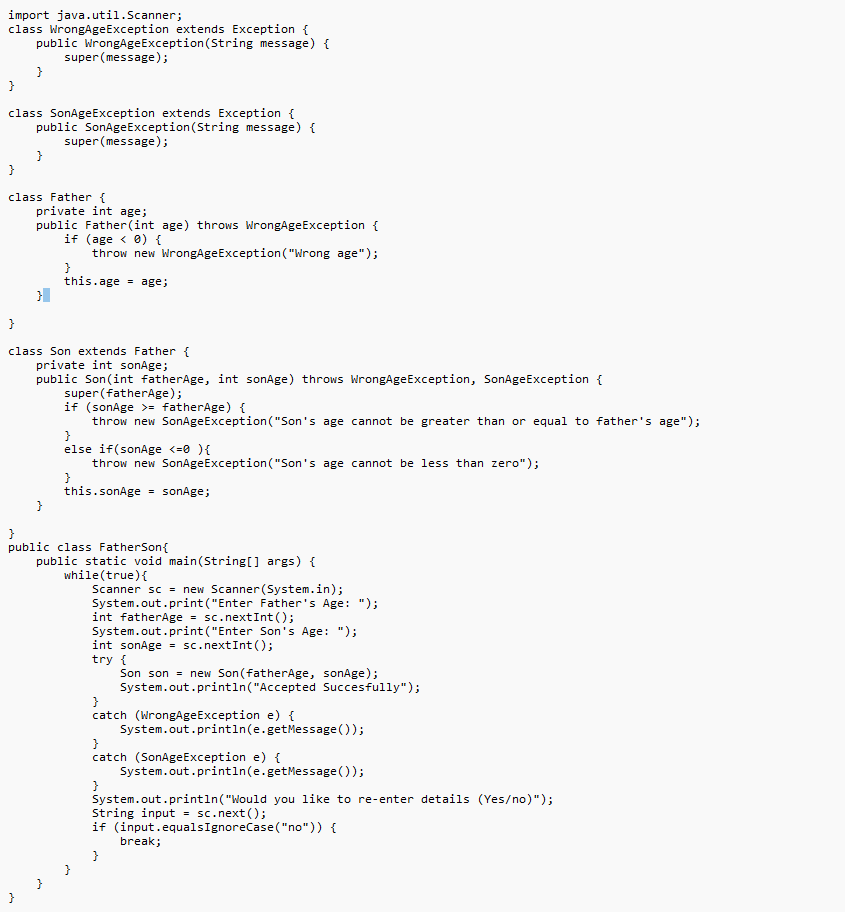 import java.util.Scanner;
class WrongAgeException extends Exception {
    public WrongAgeException(String message) {
        super(message);
    }
}

class SonAgeException extends Exception {
    public SonAgeException(String message) {
        super(message);
    }
}

class Father {
    private int age;
    public Father(int age) throws WrongAgeException {
        if (age < 0) {
            throw new WrongAgeException("Wrong age");
        }
        this.age = age;
    }

}

class Son extends Father {
    private int sonAge;
    public Son(int fatherAge, int sonAge) throws WrongAgeException, SonAgeException {
        super(fatherAge);
        if (sonAge >= fatherAge) {
            throw new SonAgeException("Son's age cannot be greater than or equal to father's age");
        }
        else if(sonAge <=0 ){
            throw new SonAgeException("Son's age cannot be less than zero");
        }
        this.sonAge = sonAge;
    }

}
public class FatherSon{
    public static void main(String[] args) {
        while(true){
            Scanner sc = new Scanner(System.in);
            System.out.print("Enter Father's Age: ");
            int fatherAge = sc.nextInt();
            System.out.print("Enter Son's Age: ");
            int sonAge = sc.nextInt();
            try {
                Son son = new Son(fatherAge, sonAge);
                System.out.println("Accepted Succesfully");
            }
            catch (WrongAgeException e) {
                System.out.println(e.getMessage());
            }
            catch (SonAgeException e) {
                System.out.println(e.getMessage());
            }
            System.out.println("Would you like to re-enter details (Yes/no)");
            String input = sc.next();
            if (input.equalsIgnoreCase("no")) {
                break;
            }
        }
    }
}